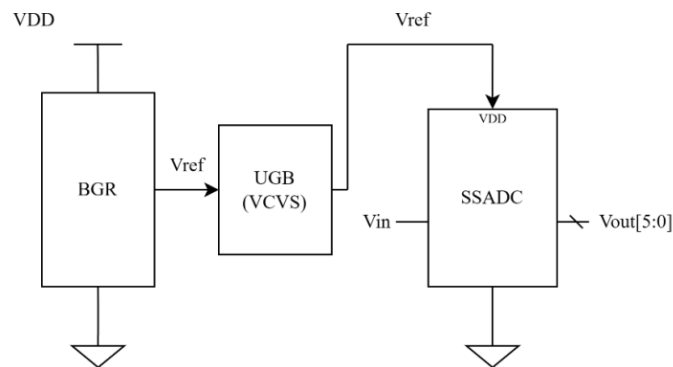 VDD
Vref
VDD
BGR
Vref
UGB
(VCVS)
SSADC
Vin
Vout[5:0]